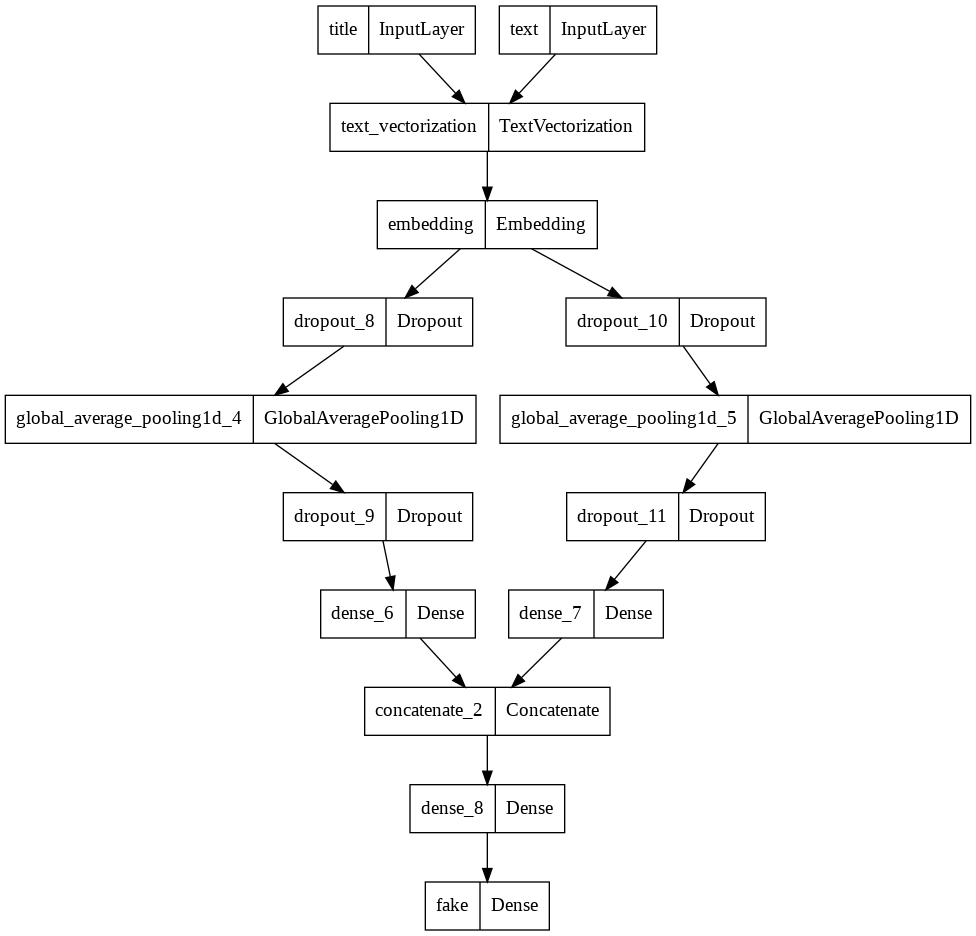 title InputLayer text InputLayer
text_vectorization TextVectorization
embedding Embedding
dropout_8 Dropout dropout_10 Dropout
global_average_pooling1d_4 GlobalAveragePooling1D global_average_pooling1d_5 GlobalAveragePooling1D
dropout_9 Dropout dropout_11 Dropout
dense_6 Dense dense_7 Dense
concatenate_2 Concatenate
dense_8 Dense
fake Dense